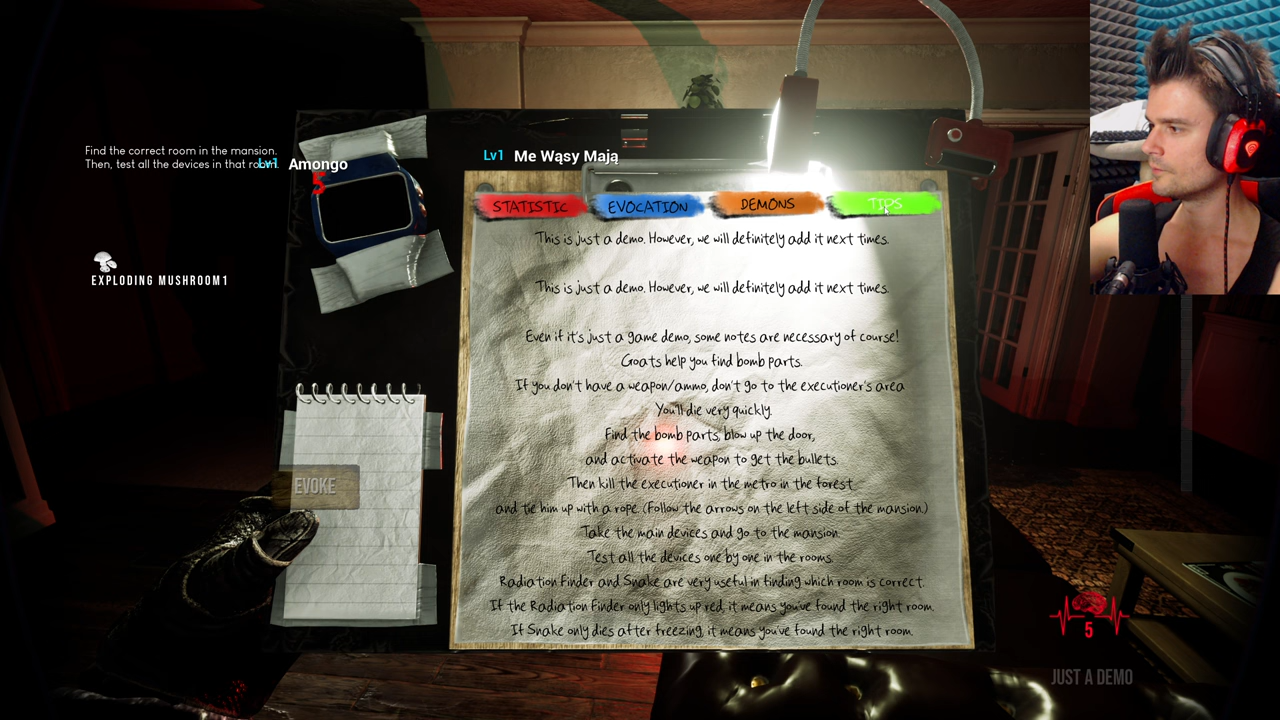 Find the correct room in the mansion.
Then, test all the devices in that room.
Lv1 Amongo
5
Lv1 Me Wąsy Mają
STATISTIC EVOCATION DEMONS TIPS
This is just a demo. However, we will definitely add it next times.
EXPLODING MUSHROOM1
This is just a demo. However, we will definitely add it next times.
Even if it's just a game demo, some notes are necessary of course!
Goats help you find bomb parts.
If you don't have a weapon/ammo, don't go to the executioner's area
You'll die very quickly.
Find the bomb parts, blow up the door,
and activate the weapon to get the bullets.
Then kill the executioner in the metro in the forest
EVOKE
and tie him up with a rope. (Follow the arrows on the left side of the mansion.)
Take the main devices and go to the mansion.
Test all the devices one by one in the rooms.
Radiation Finder and Snake are very useful in finding which room is correct.
If the Radiation Finder only lights up red, it means you've found the right room.
If Snake only dies after freezing, it means you've found the right room.
5
JUST A DEMO